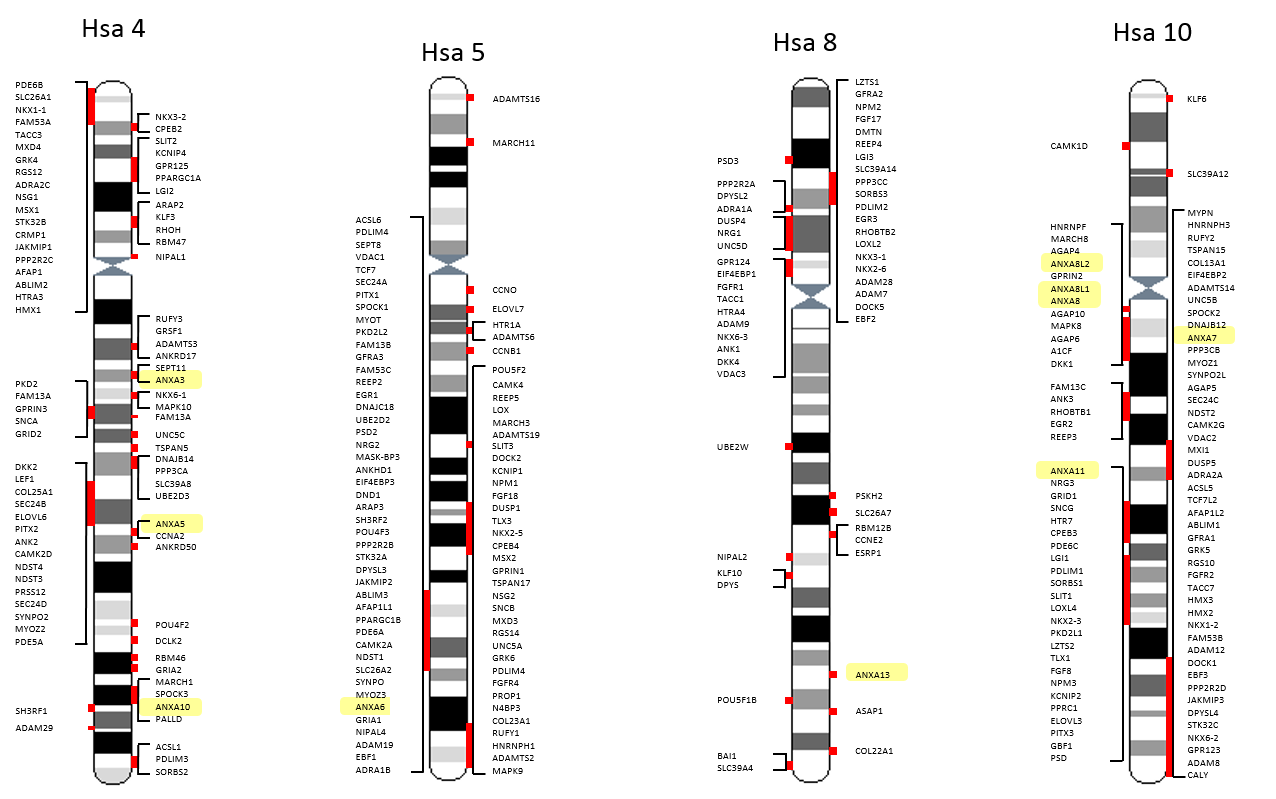 Hsa 4
PDE6B
SLC26A1
NKX1-1
FAM53A
TACC3
MXD4
GRK4
RGS12
ADRA2C
NSG1
MSX1
STK32B
CRMP1
JAKMIP1
PPP2R2C
AFAP1
ABLIM2
HTRA3
HMX1
PKD2
FAM13A
GPRIN3
SNCA
GRID2
DKK2
LEF1
COL25A1
SEC24B
ELOVL6
PITX2
ANK2
CAMK2D
NDST4
NDST3
PRSS12
SEC24D
SYNPO2
MYOZ2
PDE5A
SH3RF1
ADAM29
NKX3-2
CPEB2
SLIT2
KCNIP4
GPR125
PPARGC1A
LGI2
ARAP2
KLF3
RHOH
RBM47
NIPAL1
RUFY3
GRSF1
ADAMTS3
ANKRD17
SEPT11
ANXA3
NKX6-1
MAPK10
FAM13A
UNC5C
TSPAN5
DNAJB14
PPP3CA
SLC39A8
UBE2D3
ANXA5
CCNA2
ANKRD50
POU4F2
DCLK2
RBM46
GRIA2
MARCH1
SPOCK3
ANXA10
PALLD
ACSL1
PDLIM3
SORBS2
Hsa 5
ACSL6
PDLIM4
SEPT8
VDAC1
TCF7
SEC24A
PITX1
SPOCK1
MYOT
PKD2L2
FAM13B
GFRA3
FAM53C
REEP2
EGR1
DNAJC18
UBE2D2
PSD2
NRG2
MASK-BP3
ANKHD1
EIF4EBP3
DND1
ARAP3
SH3RF2
POU4F3
PPP2R2B
STK32A
DPYSL3
JAKMIP2
ABLIM3
AFAP1L1
PPARGC1B
PDE6A
CAMK2A
NDST1
SLC26A2
SYNPO
MYOZ3
ANXA6
GRIA1
NIPAL4
ADAM19
EBF1
ADRA1B
ADAMTS16
MARCH11
CCNO
ELOVL7
HTR1A
ADAMTS6
CCNB1
POU5F2
CAMK4
REEP5
LOX
MARCH3
ADAMTS19
SLIT3
DOCK2
KCNIP1
NPM1
FGF18
DUSP1
TLX3
NKX2-5
CPEB4
MSX2
GPRIN1
TSPAN17
NSG2
SNCB
MXD3
RGS14
UNC5A
GRK6
PDLIM4
FGFR4
PROP1
N4BP3
COL23A1
RUFY1
HNRNPH1
ADAMTS2
MAPK9
Hsa 8
PSD3
PPP2R2A
DPYSL2
ADRA1A
DUSP4
NRG1
UNC5D
GPR124
EIF4EBP1
FGFR1
TACC1
HTRA4
ADAM9
NKX6-3
ANK1
DKK4
VDAC3
UBE2W
NIPAL2
KLF10
DPYS
POU5F1B
BAI1
SLC39A4
LZTS1
GFRA2
NPM2
FGF17
DMTN
REEP4
LGI3
SLC39A14
PPP3CC
SORBS3
PDLIM2
EGR3
RHOBTB2
LOXL2
NKX3-1
NKX2-6
ADAM28
ADAM7
DOCK5
EBF2
PSKH2
SLC26A7
RBM12B
CCNE2
ESRP1
ANXA13
ASAP1
COL22A1
Hsa 10
CAMK1D
HNRNPF
MARCH8
AGAP4
ANXA8L2
GPRIN2
ANXA8L1
ANXA8
AGAP10
MAPK8
AGAP6
A1CF
DKK1
FAM13C
ANK3
RHOBTB1
EGR2
REEP3
ANXA11
NRG3
GRID1
SNCG
HTR7
CPEB3
PDE6C
LGI1
PDLIM1
SORBS1
SLIT1
LOXL4
NKX2-3
PKD2L1
LZTS2
TLX1
FGF8
NPM3
KCNIP2
PPRC1
ELOVL3
PITX3
GBF1
PSD
KLF6
SLC39A12
MYPN
HNRNPH3
RUFY2
TSPAN15
COL13A1
EIF4EBP2
ADAMTS14
UNC5B
SPOCK2
DNAJB12
ANXA7
PPP3CB
MYOZ1
SYNPO2L
AGAP5
SEC24C
NDST2
CAMK2G
VDAC2
MXI1
DUSP5
ADRA2A
ACSL5
TCF7L2
AFAP1L2
ABLIM1
GFRA1
GRK5
RGS10
FGFR2
TACC7
HMX3
HMX2
NKX1-2
FAM53B
ADAM12
DOCK1
EBF3
PPP2R2D
JAKMIP3
DPYSL4
STK32C
NKX6-2
GPR123
ADAM8
CALY